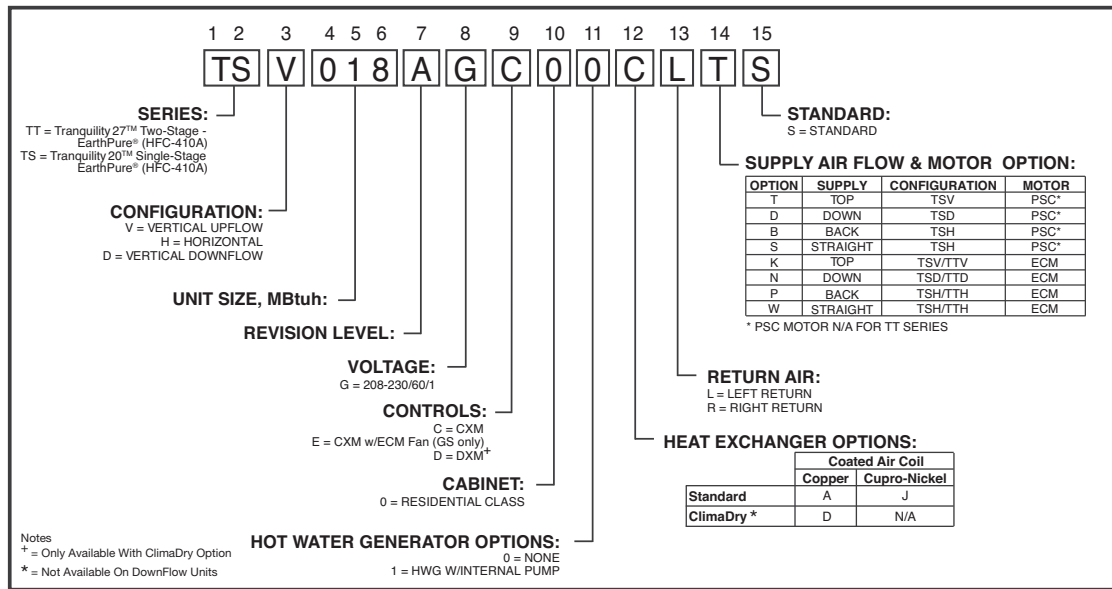 1 2 3 4 5 6 7 8 9 10 11 12 13 14 15
TS V 018 A G C 0 0 C L T S
SERIES:
TT = Tranquility 27™ Two-Stage -
EarthPure® (HFC-410A)
TS = Tranquility 20™ Single-Stage
EarthPure® (HFC-410A)
CONFIGURATION:
V = VERTICAL UPFLOW
H = HORIZONTAL
D = VERTICAL DOWNFLOW
UNIT SIZE, MBtuh:
REVISION LEVEL:
VOLTAGE:
G = 208-230/60/1
CONTROLS:
C = CXM
E = CXM w/ECM Fan (GS only)
D = DXM+
CABINET:
0 = RESIDENTIAL CLASS
HOT WATER GENERATOR OPTIONS:
0 = NONE
1 = HWG W/INTERNAL PUMP
Notes
+ = Only Available With ClimaDry Option
* = Not Available On DownFlow Units
STANDARD:
S = STANDARD
SUPPLY AIR FLOW & MOTOR OPTION:
OPTION SUPPLY CONFIGURATION MOTOR
T TOP TSV PSC*
D DOWN TSD PSC*
B BACK TSH PSC*
S STRAIGHT TSH PSC*
K TOP TSV/TTV ECM
N DOWN TSD/TTD ECM
P BACK TSH/TTH ECM
W STRAIGHT TSH/TTH ECM
* PSC MOTOR N/A FOR TT SERIES
RETURN AIR:
L = LEFT RETURN
R = RIGHT RETURN
HEAT EXCHANGER OPTIONS:
Coated Air Coil
Copper Cupro-Nickel
Standard A J
ClimaDry * D N/A